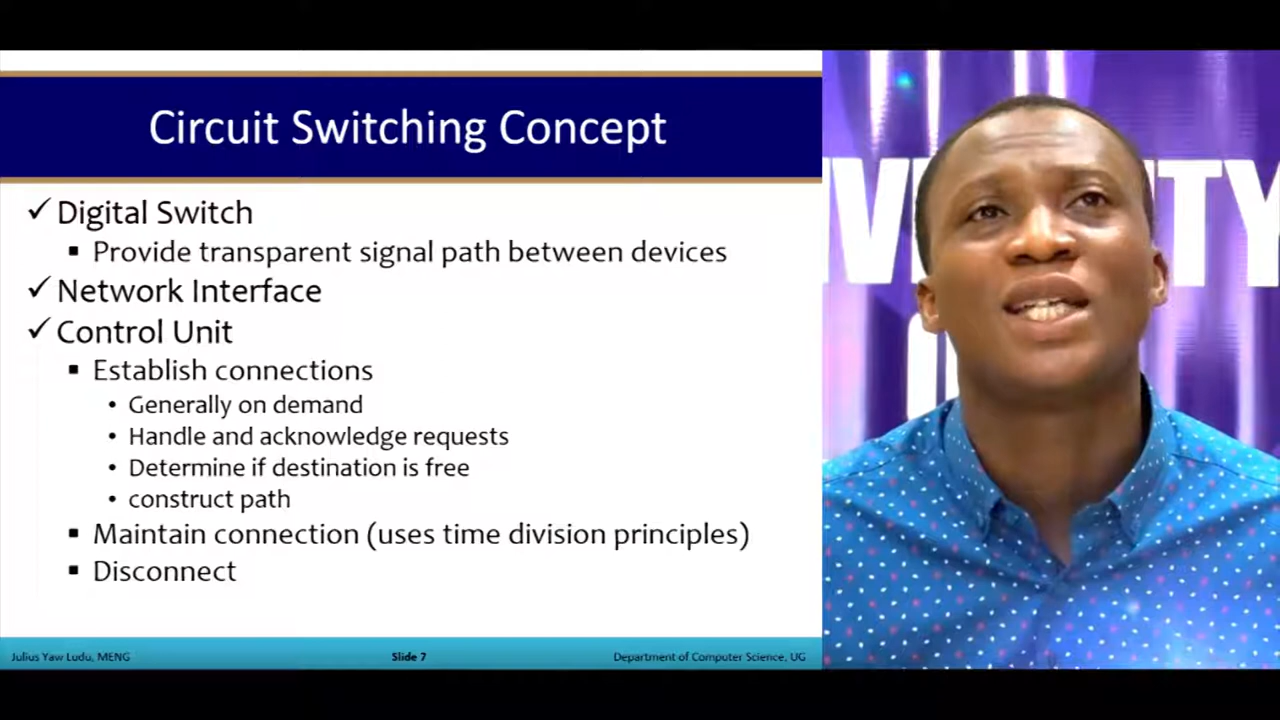 Circuit Switching Concept
✓ Digital Switch
▪ Provide transparent signal path between devices
✓ Network Interface
✓ Control Unit
▪ Establish connections
• Generally on demand
• Handle and acknowledge requests
• Determine if destination is free
• construct path
▪ Maintain connection (uses time division principles)
▪ Disconnect
Julius Yaw Ludu, MENG
Slide 7
Department of Computer Science, UG